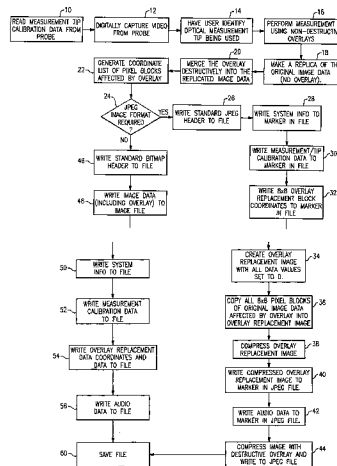 10
READ MEASUREMENT TIP
CALIBRATION DATA FROM
PROBE
12
DIGITALLY CAPTURE VIDEO
FROM PROBE
14
HAVE USER IDENTIFY
OPTICAL MEASUREMENT
TIP BEING USED
16
PERFORM MEASUREMENT
USING NON-DESTRUCTIV
OVERLAYS
18
MAKE A REPLICA OF THE
ORIGINAL IMAGE DATA
(NO OVERLAY).
20
MERGE THE OVERLAY
DESTRUCTIVELY INTO THE
REPLICATED IMAGE DATA
22
GENERATE COORDINATE
LIST OF PIXEL BLOCKS
AFFECTED BY OVERLAY
24
JPEG
IMAGE FORMAT
REQUIRED
?
YES
NO
26
WRITE STANDARD JPEG
HEADER TO FILE
28
WRITE SYSTEM INFO TO
MARKER IN FILE
30
WRITE MEASUREMENT/TIP
CALIBRATION DATA TO
MARKER IN FILE
32
WRITE 8x8 OVERLAY
REPLACEMENT BLOCK
COORDINATES TO MARKER
IN FILE
46
WRITE STANDARD BITMAP
HEADER TO FILE
48
WRITE IMAGE DATA
(INCLUDING OVERLAY) TO
IMAGE FILE
50
WRITE SYSTEM
INFO TO FILE
52
WRITE MEASUREMENT
CALIBRATION DATA
TO FILE
54
WRITE OVERLAY REPLACEMENT
DATA COORDINATES AND
DATA TO FILE
56
WRITE AUDIO
DATA TO FILE
60
SAVE FILE
34
CREATE OVERLAY
REPLACEMENT IMAGE
WITH ALL DATA VALUES
SET TO 0.
36
COPY ALL 8x8 PIXEL BLOCKS
OF ORIGINAL IMAGE DATA
AFFECTED BY OVERLAY INTO
OVERLAY REPLACEMENT IMAGE
38
COMPRESS OVERLAY
REPLACEMENT IMAGE
40
WRITE COMPRESSED OVERLAY
REPLACEMENT IMAGE TO
MARKER IN JPEG FILE
42
WRITE AUDIO DATA TO
MARKER IN JPEG FILE.
44
COMPRESS IMAGE WITH
DESTRUCTIVE OVERLAY AND
WRITE TO JPEG FILE